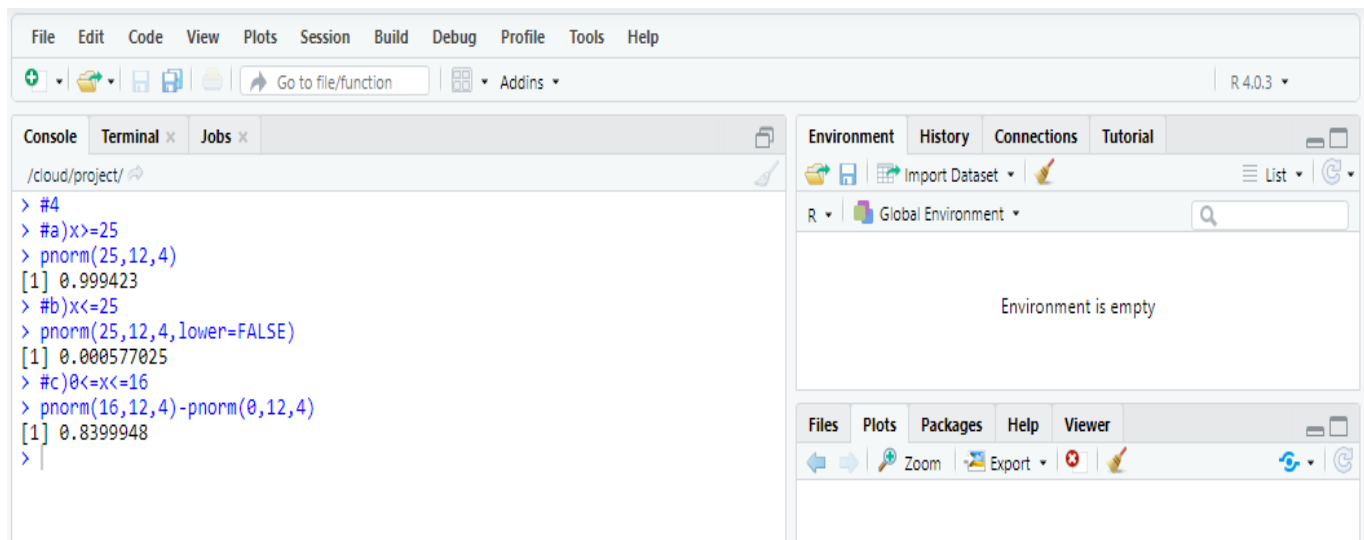 File Edit Code View Plots Session Build Debug Profile Tools Help
Go to file/function Addins R 4.0.3
Console Terminal Jobs
/cloud/project/
> #4
> #a)x>=25
> pnorm(25,12,4)
[1] 0.999423
> #b)x<=25
> pnorm(25,12,4,lower=FALSE)
[1] 0.000577025
> #c)0<=x<=16
> pnorm(16,12,4)-pnorm(0,12,4)
[1] 0.8399948
>
Environment History Connections Tutorial
Import Dataset List
R Global Environment
Environment is empty
Files Plots Packages Help Viewer
Zoom Export